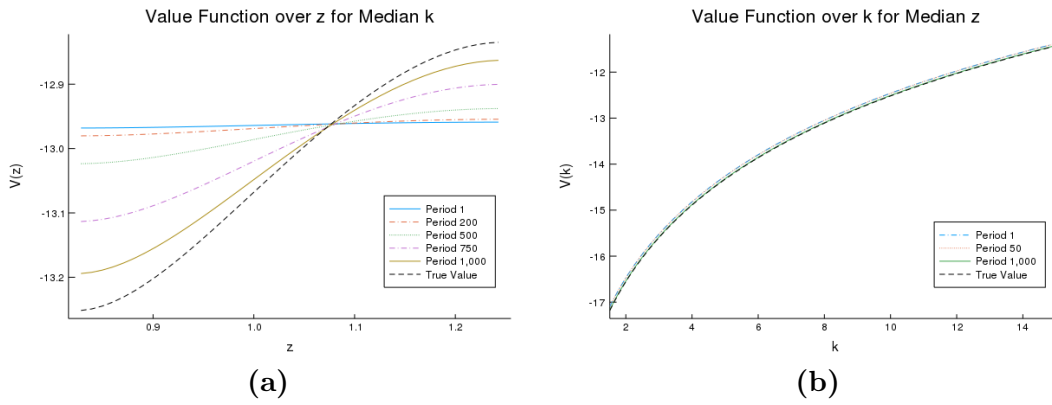 Value Function over z for Median k
V(z)
-12.9
-13.0
-13.1
-13.2
0.9
1.0
1.1
1.2
z
Period 1
Period 200
Period 500
Period 750
Period 1,000
True Value
(a)
Value Function over k for Median z
V(k)
-12
-13
-14
-15
-16
-17
2
4
6
8
10
12
14
k
Period 1
Period 50
Period 1,000
True Value
(b)